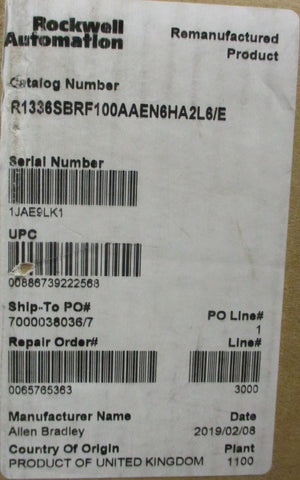 Rockwell Automation
Remanufactured Product
Catalog Number
R1336SBRF100AAEN6HA2L6/E
Serial Number
1JAE9LK1
UPC
00886739222568
Ship-To PO#
7000036036/7
PO Line#
1
Repair Order#
Line#
0065765363
3000
Manufacturer Name
Date
Allen Bradley
2019/02/08
Country Of Origin
Plant
PRODUCT OF UNITED KINGDOM
1100